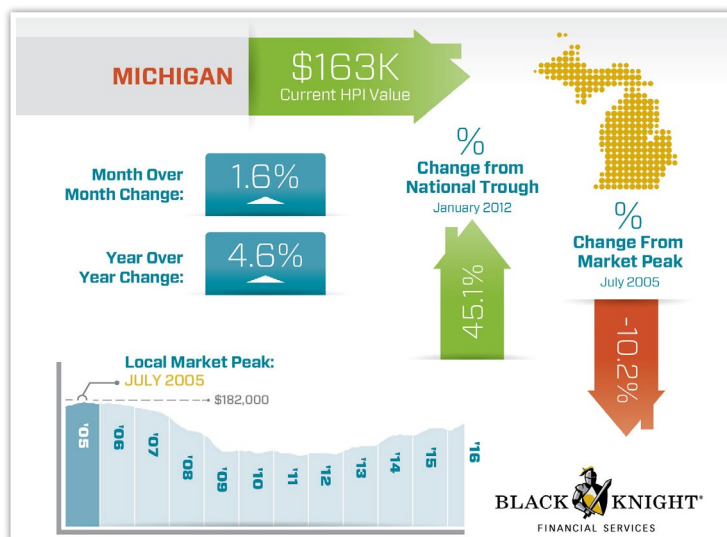 MICHIGAN
$163K
Current HPI Value
Month Over
Month Change:
1.6%
Year Over
Year Change:
4.6%
%
Change from
National Trough
January 2012
45.1%
%
Change From
Market Peak
July 2005
-10.2%
Local Market Peak:
JULY 2005
$182,000
'05
'06
'07
'08
'09
'10
'11
'12
'13
'14
'15
'16
BLACK KNIGHT®
FINANCIAL SERVICES